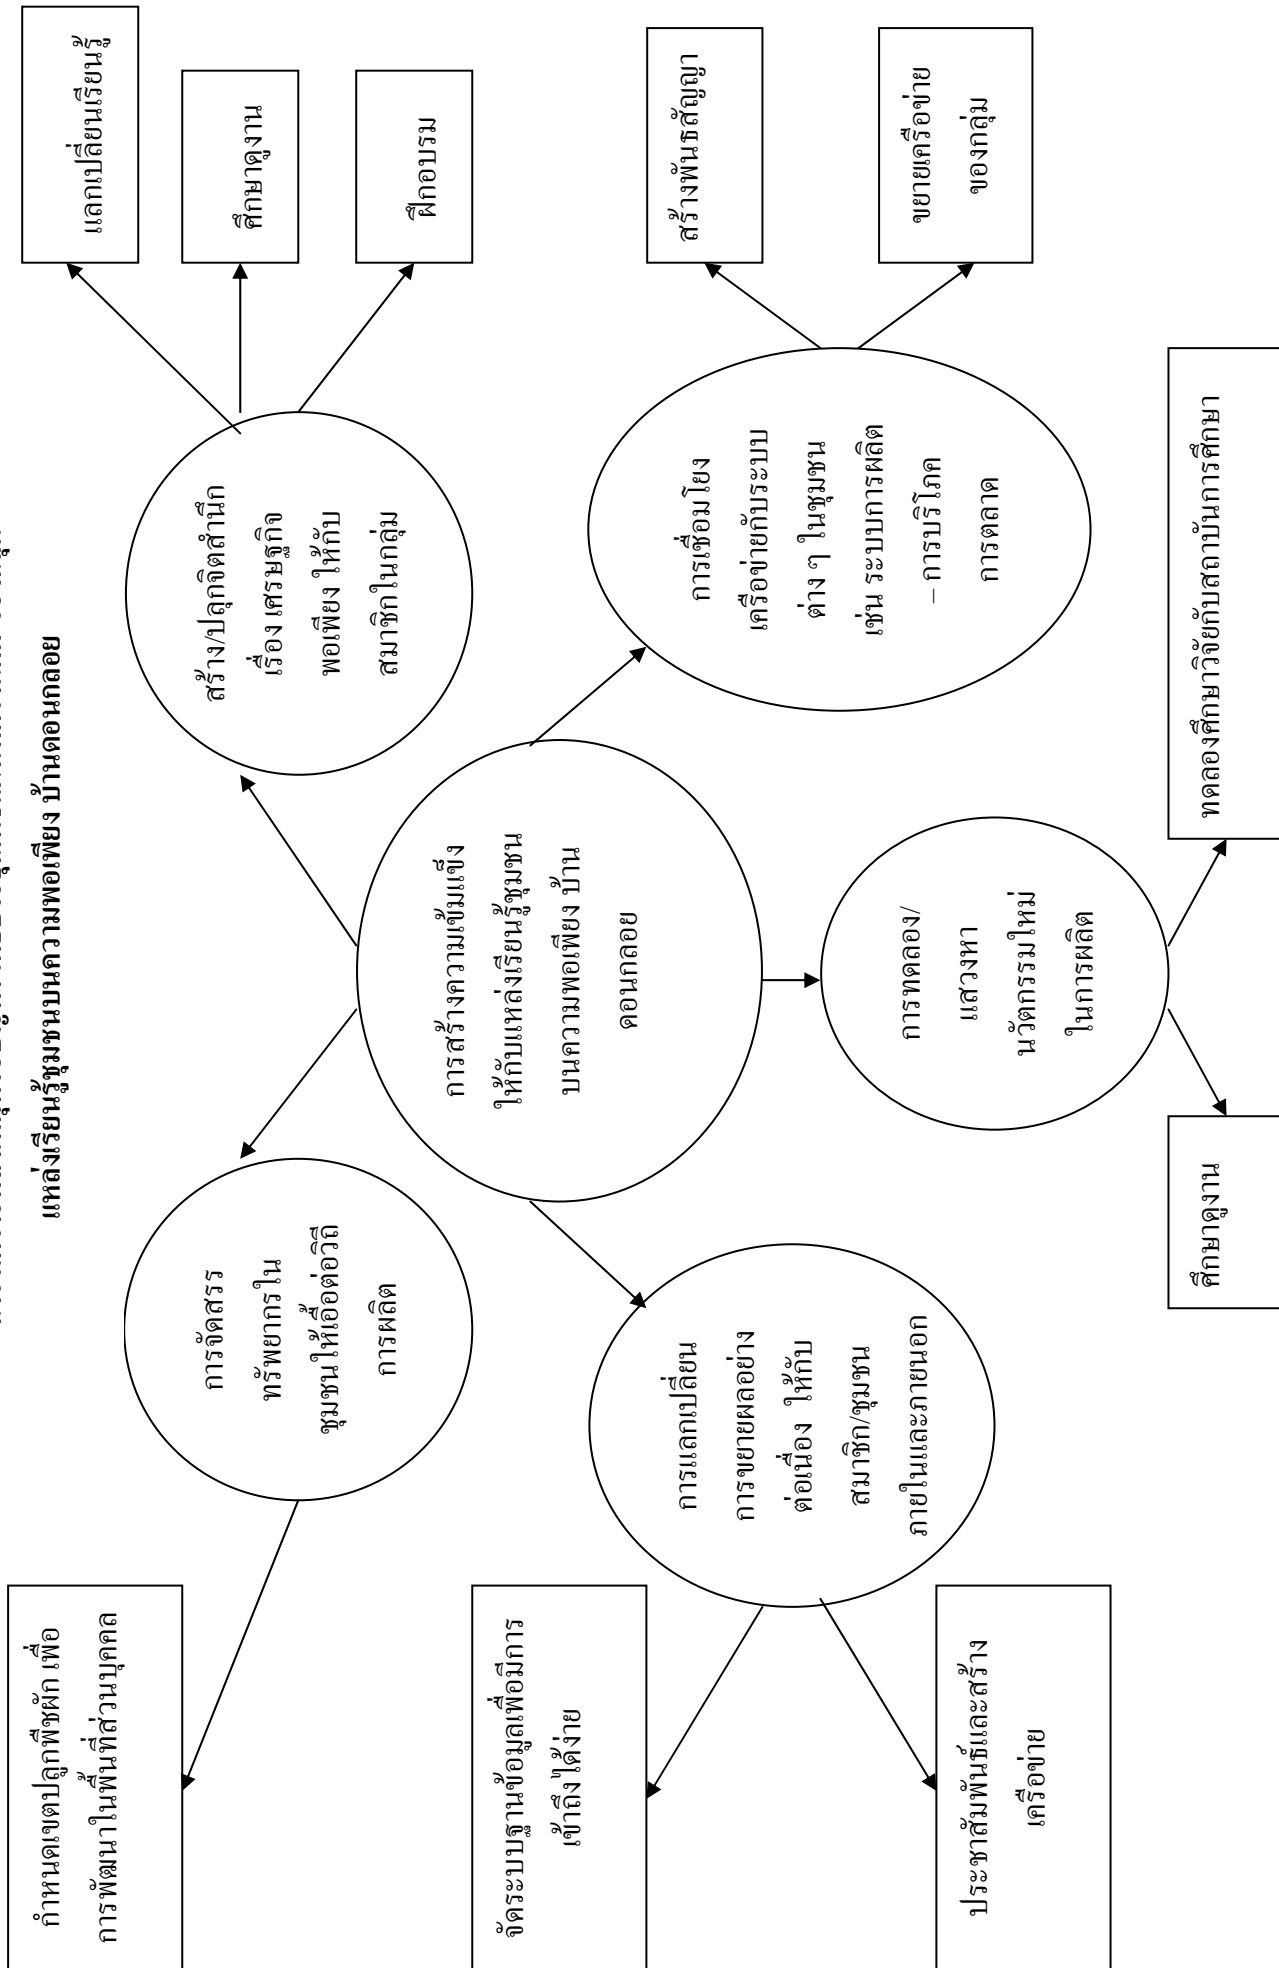 แหล่งเรียนรู้ชุมชนบนความพอเพียง บ้านดอนกลอย
กำหนดเขตปลูกพืชผัก เพื่อ
การพัฒนาในพื้นที่ส่วนบุคคล
การจัดสรร
ทรัพยากรใน
ชุมชนให้เอื้อต่อวิถี
การผลิต
สร้าง/ปลุกจิตสำนึก
เรื่อง เศรษฐกิจ
พอเพียง ให้กับ
สมาชิกในกลุ่ม
แลกเปลี่ยนเรียนรู้
ศึกษาดูงาน
ฝึกอบรม
การสร้างความเข้มแข็ง
ให้กับแหล่งเรียนรู้ชุมชน
บนความพอเพียง บ้าน
ดอนกลอย
จัดระบบฐานข้อมูลเพื่อมีการ
เข้าถึงได้ง่าย
ประชาสัมพันธ์และสร้าง
เครือข่าย
การแลกเปลี่ยน
การขยายผลอย่าง
ต่อเนื่อง ให้กับ
สมาชิก/ชุมชน
ภายในและภายนอก
การเชื่อมโยง
เครือข่ายกับระบบ
ต่าง ๆ ในชุมชน
เช่น ระบบการผลิต
– การบริโภค
การตลาด
สร้างพันธสัญญา
ขยายเครือข่าย
ของกลุ่ม
การทดลอง/
แสวงหา
นวัตกรรมใหม่
ในการผลิต
ศึกษาดูงาน
ทดลองศึกษาวิจัยกับสถาบันการศึกษา